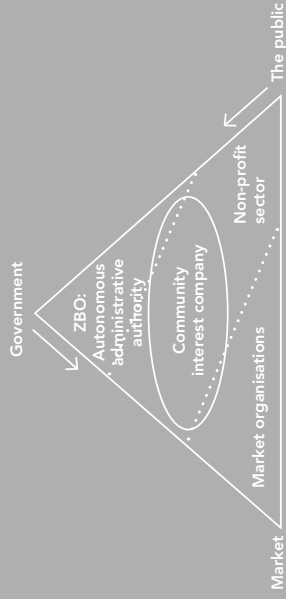 Government
ZBO:
Autonomous
administrative
authority
Community
interest company
Non-profit
sector
Market organisations
Market
The public